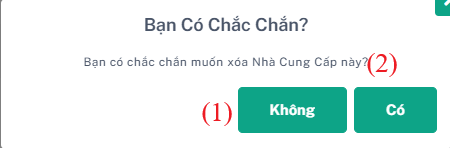 Bạn Có Chắc Chắn?
Bạn có chắc chắn muốn xóa Nhà Cung Cấp này?(2)
(1) Không Có